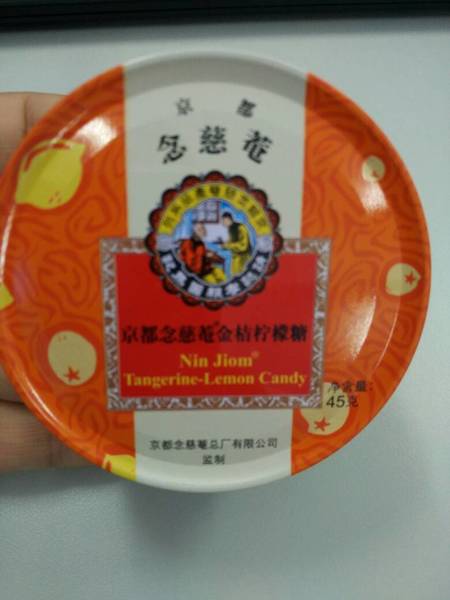 京都
念慈菴
京都念慈菴金桔柠檬糖
Nin Jiom®
Tangerine-Lemon Candy
净含量:
45克
京都念慈菴总厂有限公司
监制